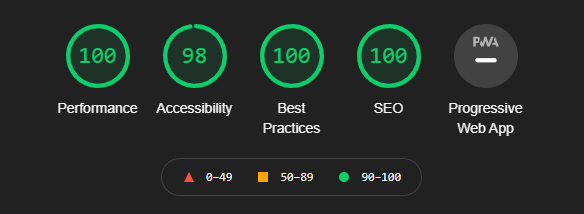 100 98 100 100 PWA
Performance Accessibility Best Practices SEO Progressive Web App
0–49 50–89 90–100